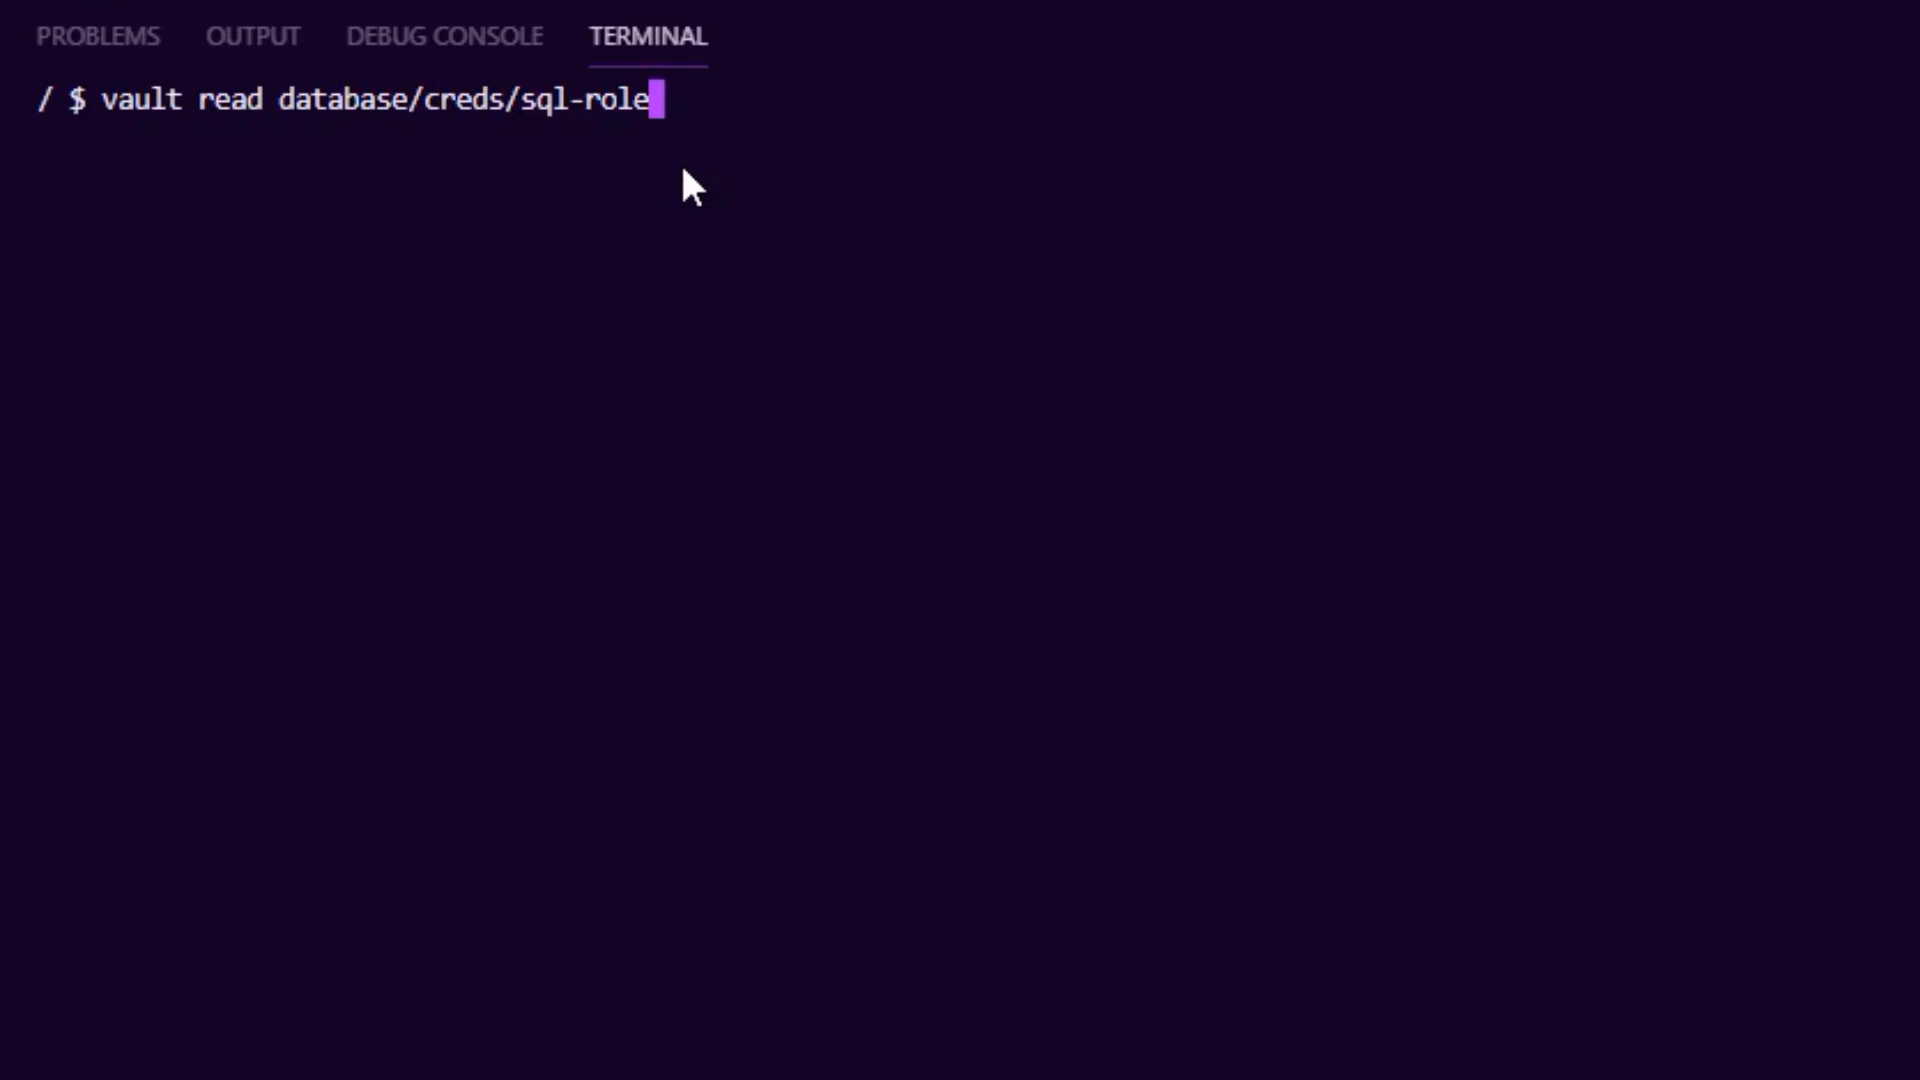 PROBLEMS OUTPUT DEBUG CONSOLE TERMINAL
/ $ vault read database/creds/sql-role